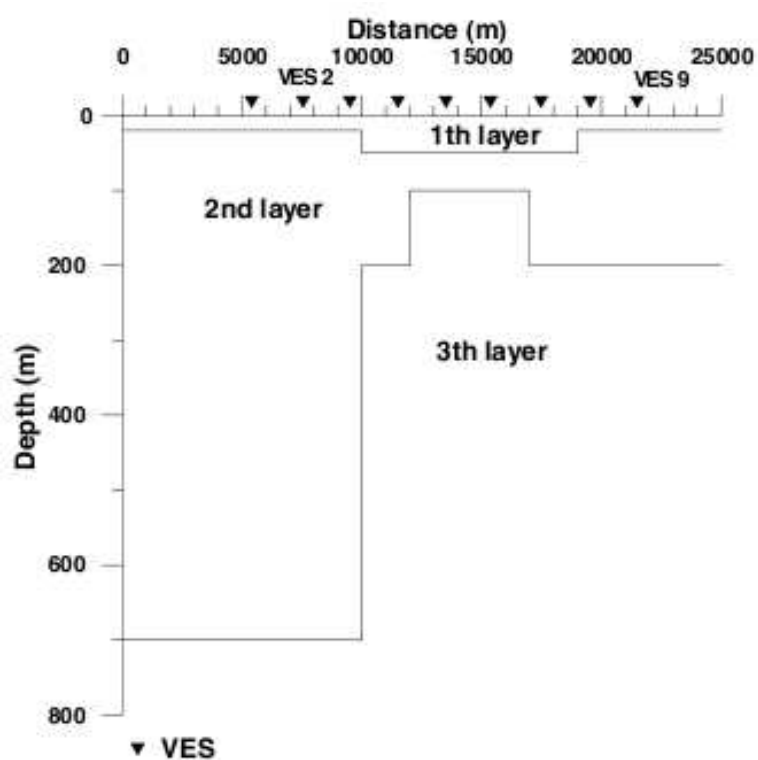 Distance (m)
0 5000 10000 15000 20000 25000
VES 2 VES 9
0
1th layer
2nd layer
200
3th layer
Depth (m)
400
600
800
VES